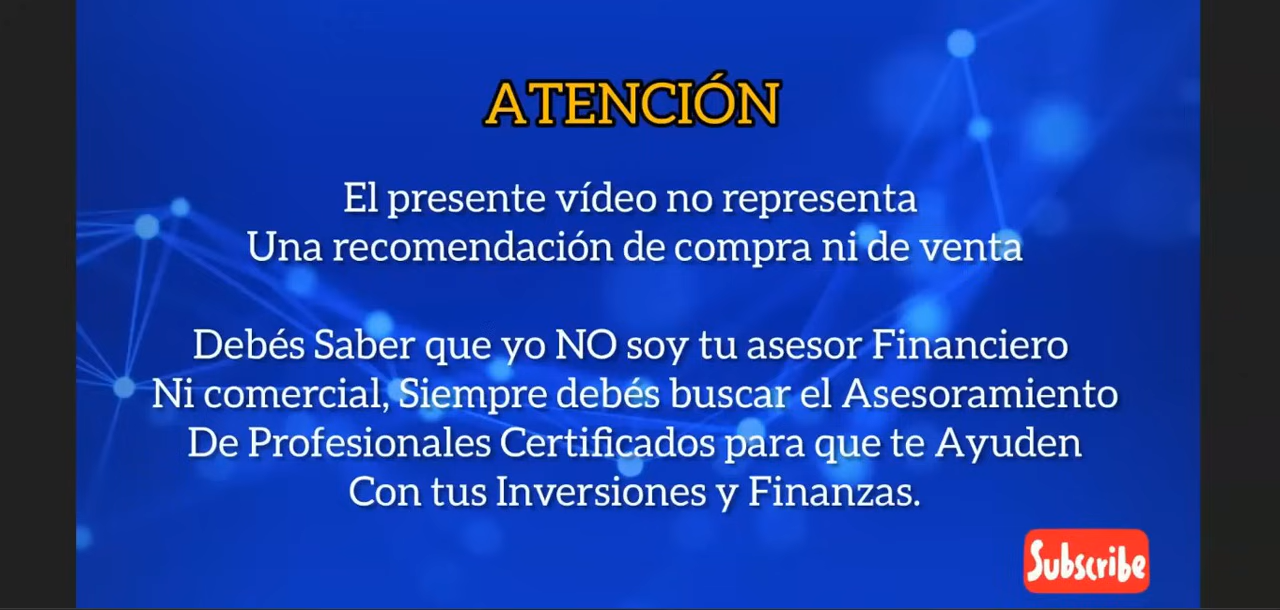 ATENCIÓN
El presente vídeo no representa
Una recomendación de compra ni de venta
Debés Saber que yo NO soy tu asesor Financiero
Ni comercial, Siempre debés buscar el Asesoramiento
De Profesionales Certificados para que te Ayuden
Con tus Inversiones y Finanzas.
Subscribe